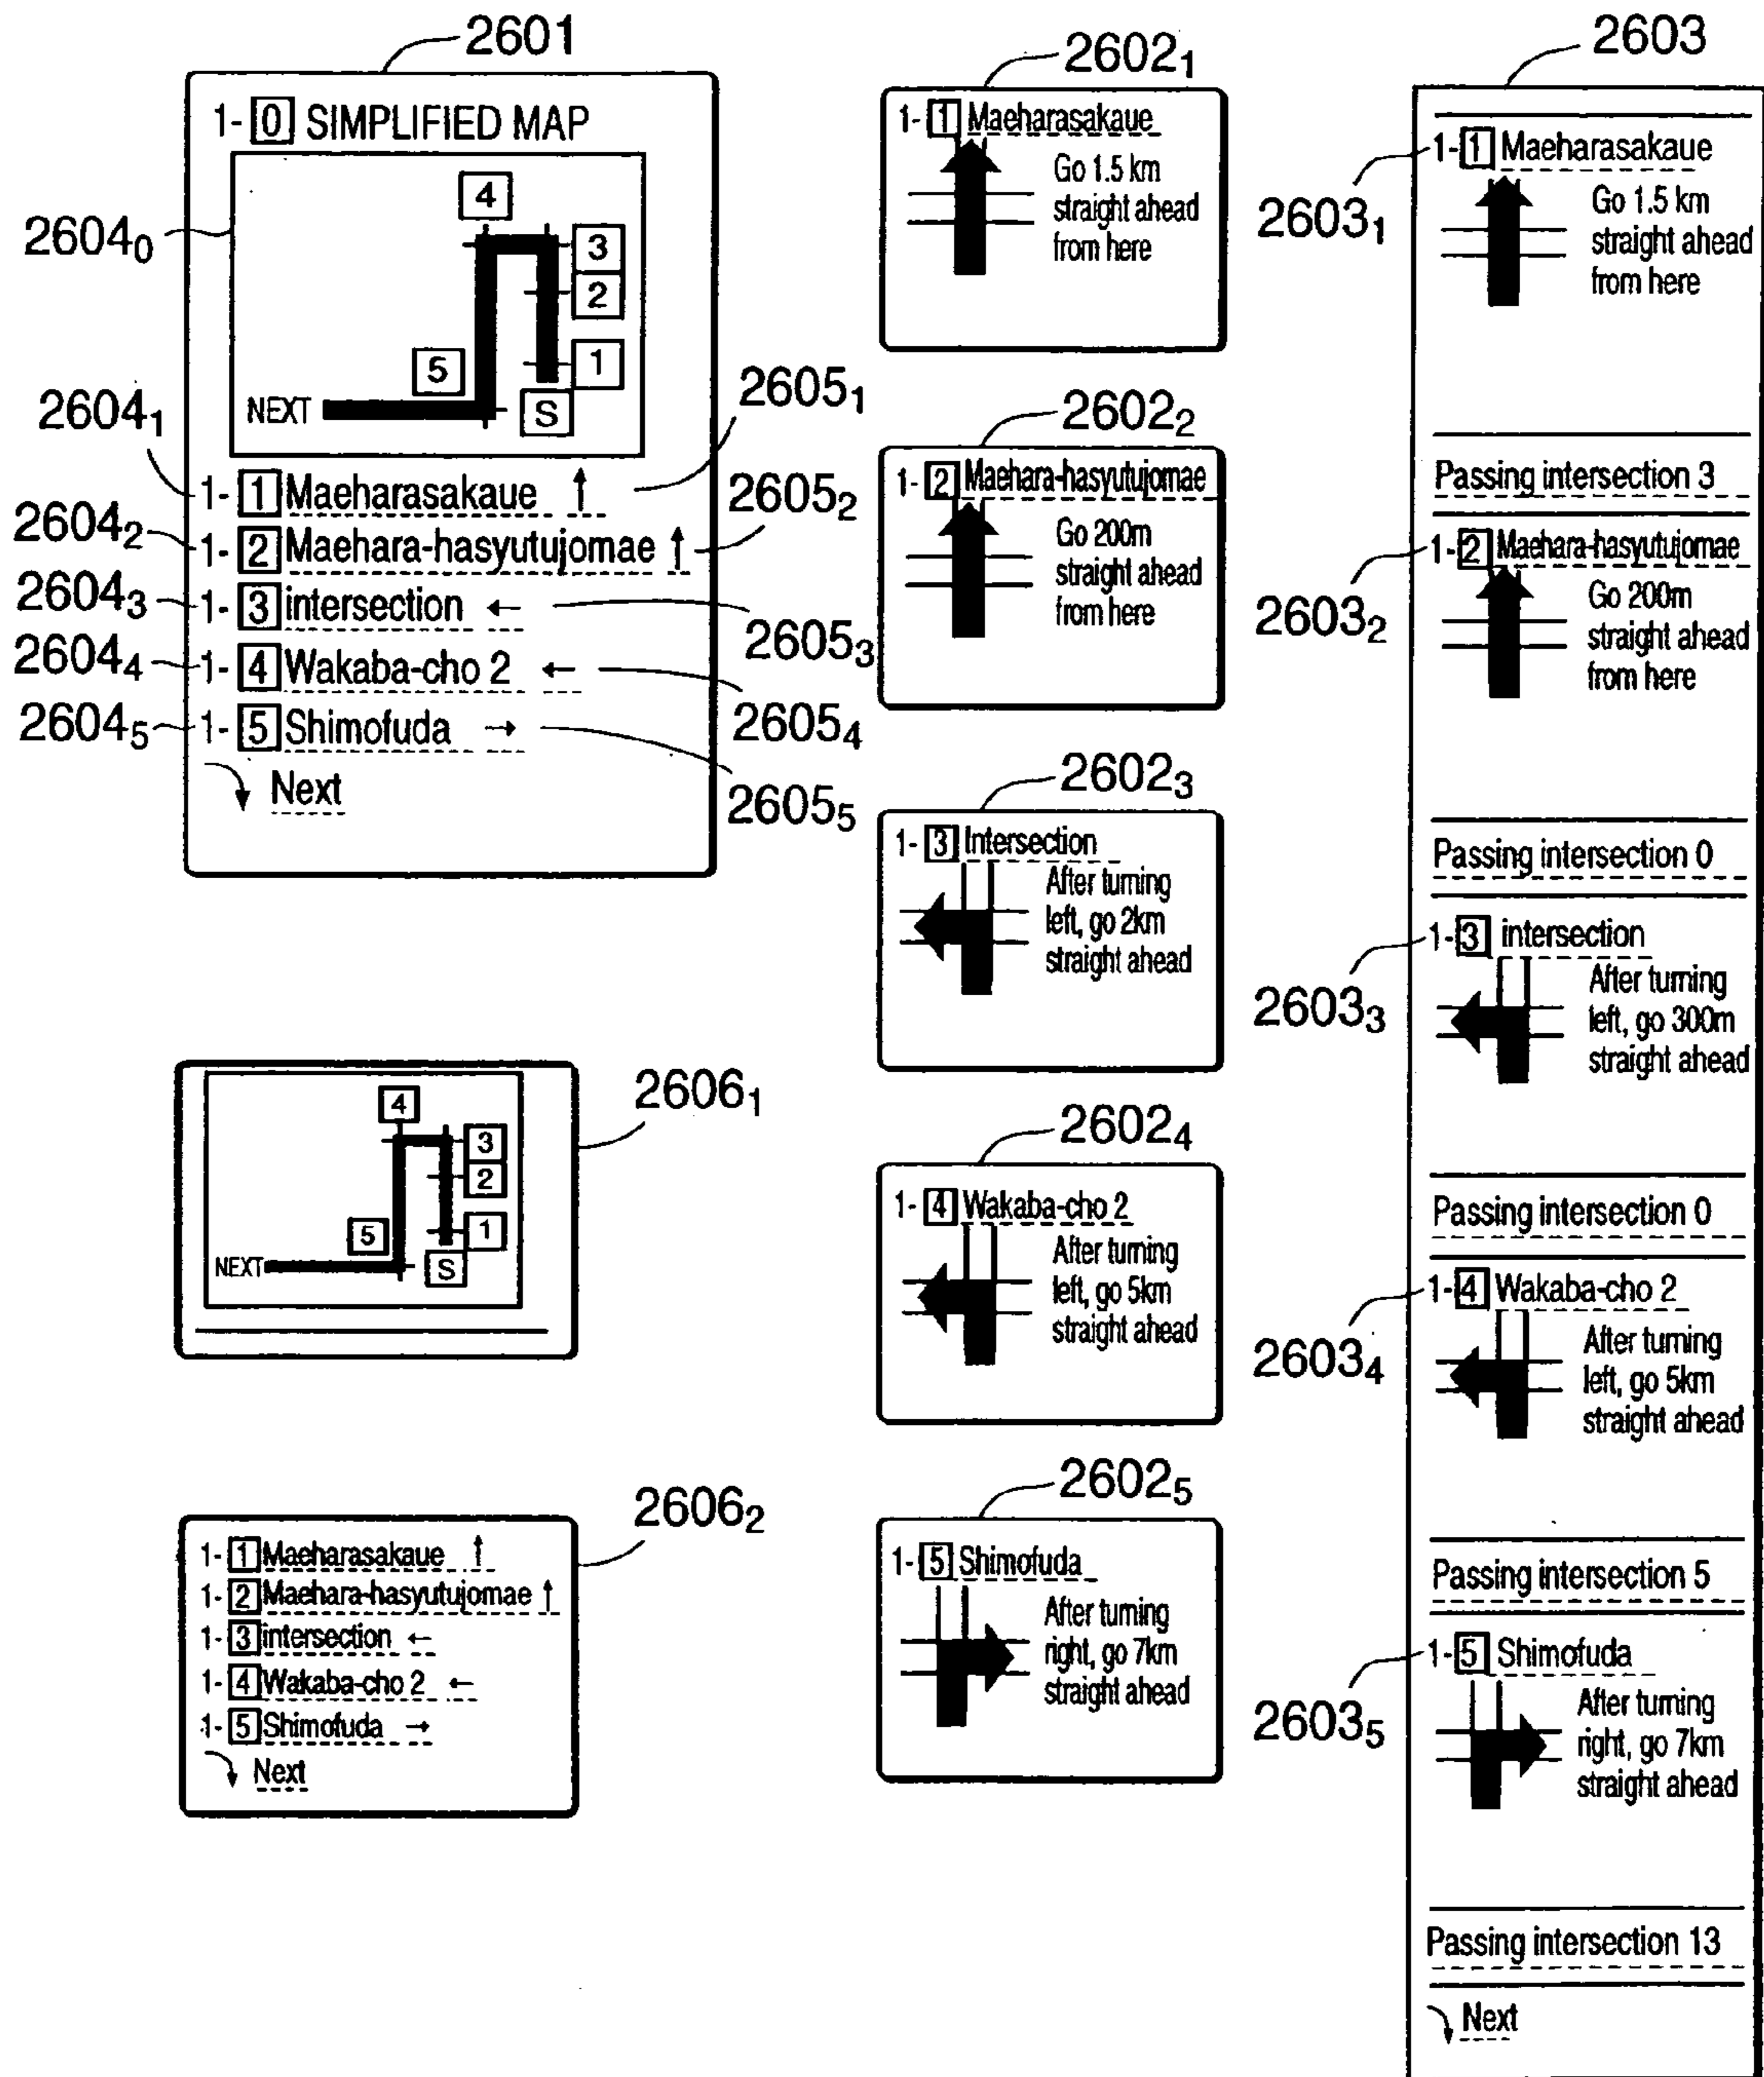 2601
1-0 SIMPLIFIED MAP
4
3
2
1
5
S
NEXT
2604₀
2604₁
1-1 Maeharasakaue ↑
2605₁
2604₂
1-2 Maehara-hasyutujomae ↑
2605₂
2604₃
1-3 intersection ←
2605₃
2604₄
1-4 Wakaba-cho 2 ←
2605₄
2604₅
1-5 Shimofuda →
2605₅
Next
2606₁
4
3
2
1
5
S
NEXT
2606₂
1-1 Maeharasakaue ↑
1-2 Maehara-hasyutujomae ↑
1-3 intersection ←
1-4 Wakaba-cho 2 ←
1-5 Shimofuda →
Next
2602₁
1-1 Maeharasakaue
Go 1.5 km
straight ahead
from here
2602₂
1-2 Maehara-hasyutujomae
Go 200m
straight ahead
from here
2602₃
1-3 Intersection
After turning
left, go 2km
straight ahead
2602₄
1-4 Wakaba-cho 2
After turning
left, go 5km
straight ahead
2602₅
1-5 Shimofuda
After turning
right, go 7km
straight ahead
2603
2603₁
1-1 Maeharasakaue
Go 1.5 km
straight ahead
from here
Passing intersection 3
2603₂
1-2 Maehara-hasyutujomae
Go 200m
straight ahead
from here
Passing intersection 0
2603₃
1-3 intersection
After turning
left, go 300m
straight ahead
Passing intersection 0
2603₄
1-4 Wakaba-cho 2
After turning
left, go 5km
straight ahead
Passing intersection 5
2603₅
1-5 Shimofuda
After turning
right, go 7km
straight ahead
Passing intersection 13
Next